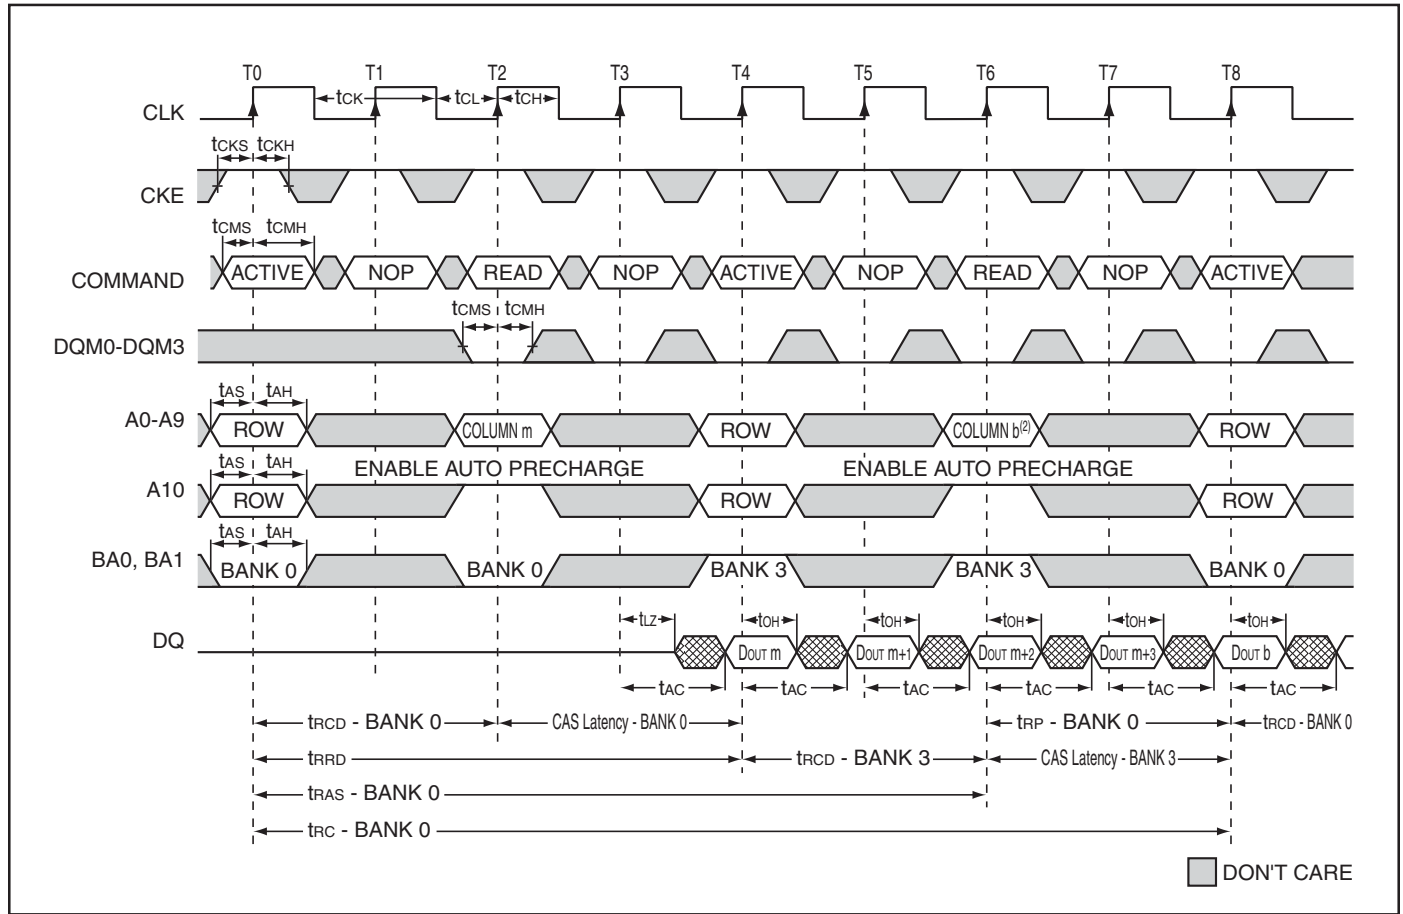 T0 T1 T2 T3 T4 T5 T6 T7 T8
CLK tCK tCL tCH
tCKS tCKH
CKE
tCMS tCMH
COMMAND ACTIVE NOP READ NOP ACTIVE NOP READ NOP ACTIVE
tCMS tCMH
DQM0-DQM3
tAS tAH
A0-A9 ROW COLUMN m ROW COLUMN b(2) ROW
tAS tAH ENABLE AUTO PRECHARGE ENABLE AUTO PRECHARGE
A10 ROW ROW ROW
tAS tAH
BA0, BA1 BANK 0 BANK 0 BANK 3 BANK 3 BANK 0
tLZ tOH tOH tOH tOH tOH
DQ DOUT m DOUT m+1 DOUT m+2 DOUT m+3 DOUT b
tAC tAC tAC tAC tAC tAC
tRCD - BANK 0 CAS Latency - BANK 0 tRP - BANK 0 tRCD - BANK 0
tRRD tRCD - BANK 3 CAS Latency - BANK 3
tRAS - BANK 0
tRC - BANK 0
DON'T CARE